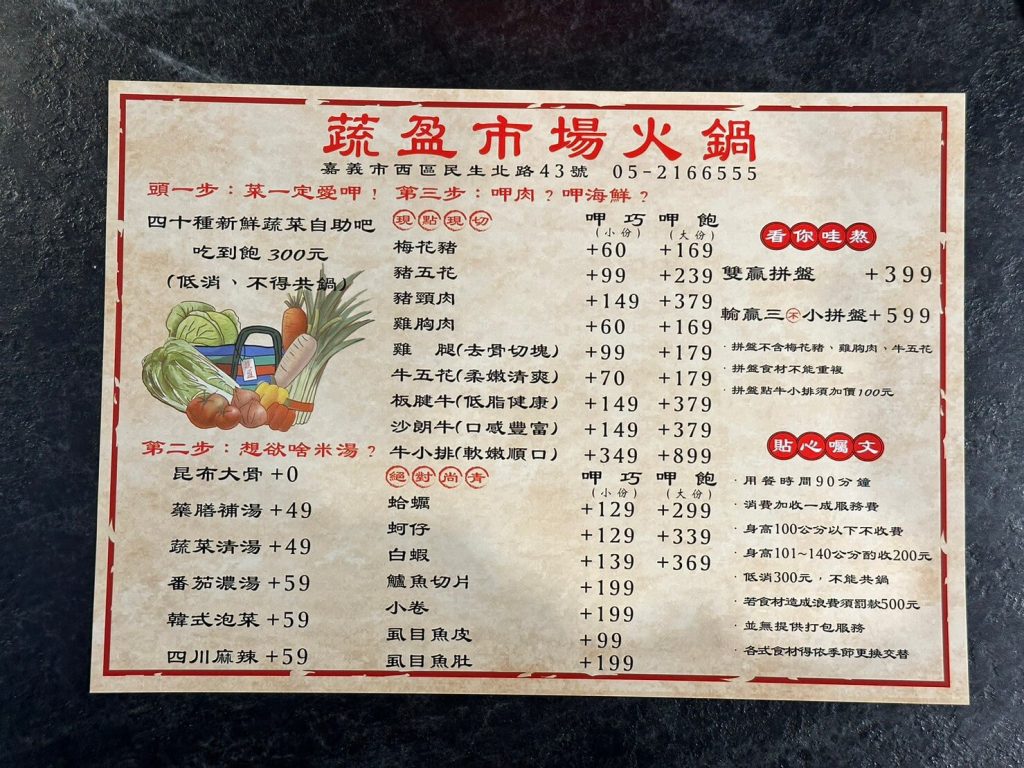 蔬盈市場火鍋
嘉義市西區民生北路43號 05-2166555
頭一步：菜一定愛呷！
四十種新鮮蔬菜自助吧
吃到飽 300元
(低消、不得共鍋)
第二步：想欲啥米湯？
昆布大骨 +0
藥膳補湯 +49
蔬菜清湯 +49
番茄濃湯 +59
韓式泡菜 +59
四川麻辣 +59
第三步：呷肉？呷海鮮？
現點現切 呷巧(小份) 呷飽(大份)
梅花豬 +60 +169
豬五花 +99 +239
豬頸肉 +149 +379
雞胸肉 +60 +169
雞 腿(去骨切塊) +99 +179
牛五花(柔嫩清爽) +70 +179
板腱牛(低脂健康) +149 +379
沙朗牛(口感豐富) +149 +379
牛小排(軟嫩順口) +349 +899
絕對尚青 呷巧(小份) 呷飽(大份)
蛤蠣 +129 +299
蚵仔 +129 +339
白蝦 +139 +369
鱸魚切片 +199
小卷 +199
虱目魚皮 +99
虱目魚肚 +199
看你哇熬
雙贏拼盤 +399
輸贏三不小拼盤+599
·拼盤不含梅花豬、雞胸肉、牛五花
·拼盤食材不能重複
·拼盤點牛小排須加價100元
貼心囑文
·用餐時間90分鐘
·消費加收一成服務費
·身高100公分以下不收費
·身高101~140公分酌收200元
·低消300元，不能共鍋
·若食材造成浪費須罰款500元
·並無提供打包服務
·各式食材得依季節更換交替